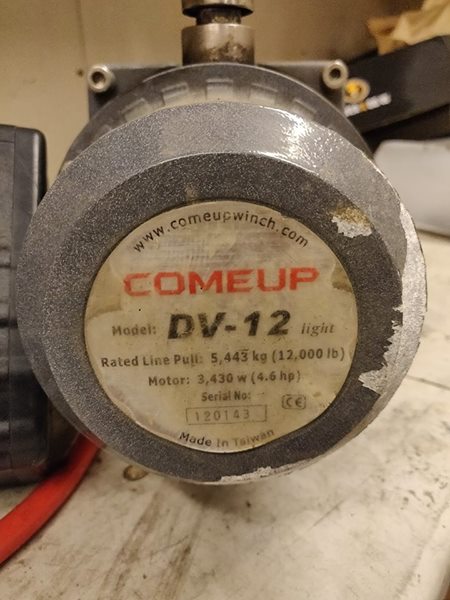 www.comeupwinch.com
COMEUP
Model: DV-12 light
Rated Line Pull: 5,443 kg (12,000 lb)
Motor: 3,430 w (4.6 hp)
Serial No:
120143 CE
Made In Taiwan